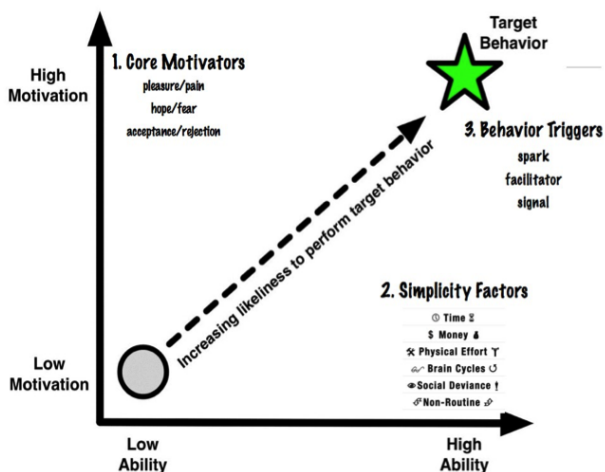 Target
Behavior
High
Motivation
1. Core Motivators
pleasure/pain
hope/fear
acceptance/rejection
3. Behavior Triggers
spark
facilitator
signal
Increasing likeliness to perform target behavior
2. Simplicity Factors
Time
$ Money
Physical Effort
Brain Cycles
Social Deviance
Non-Routine
Low
Motivation
Low
Ability
High
Ability